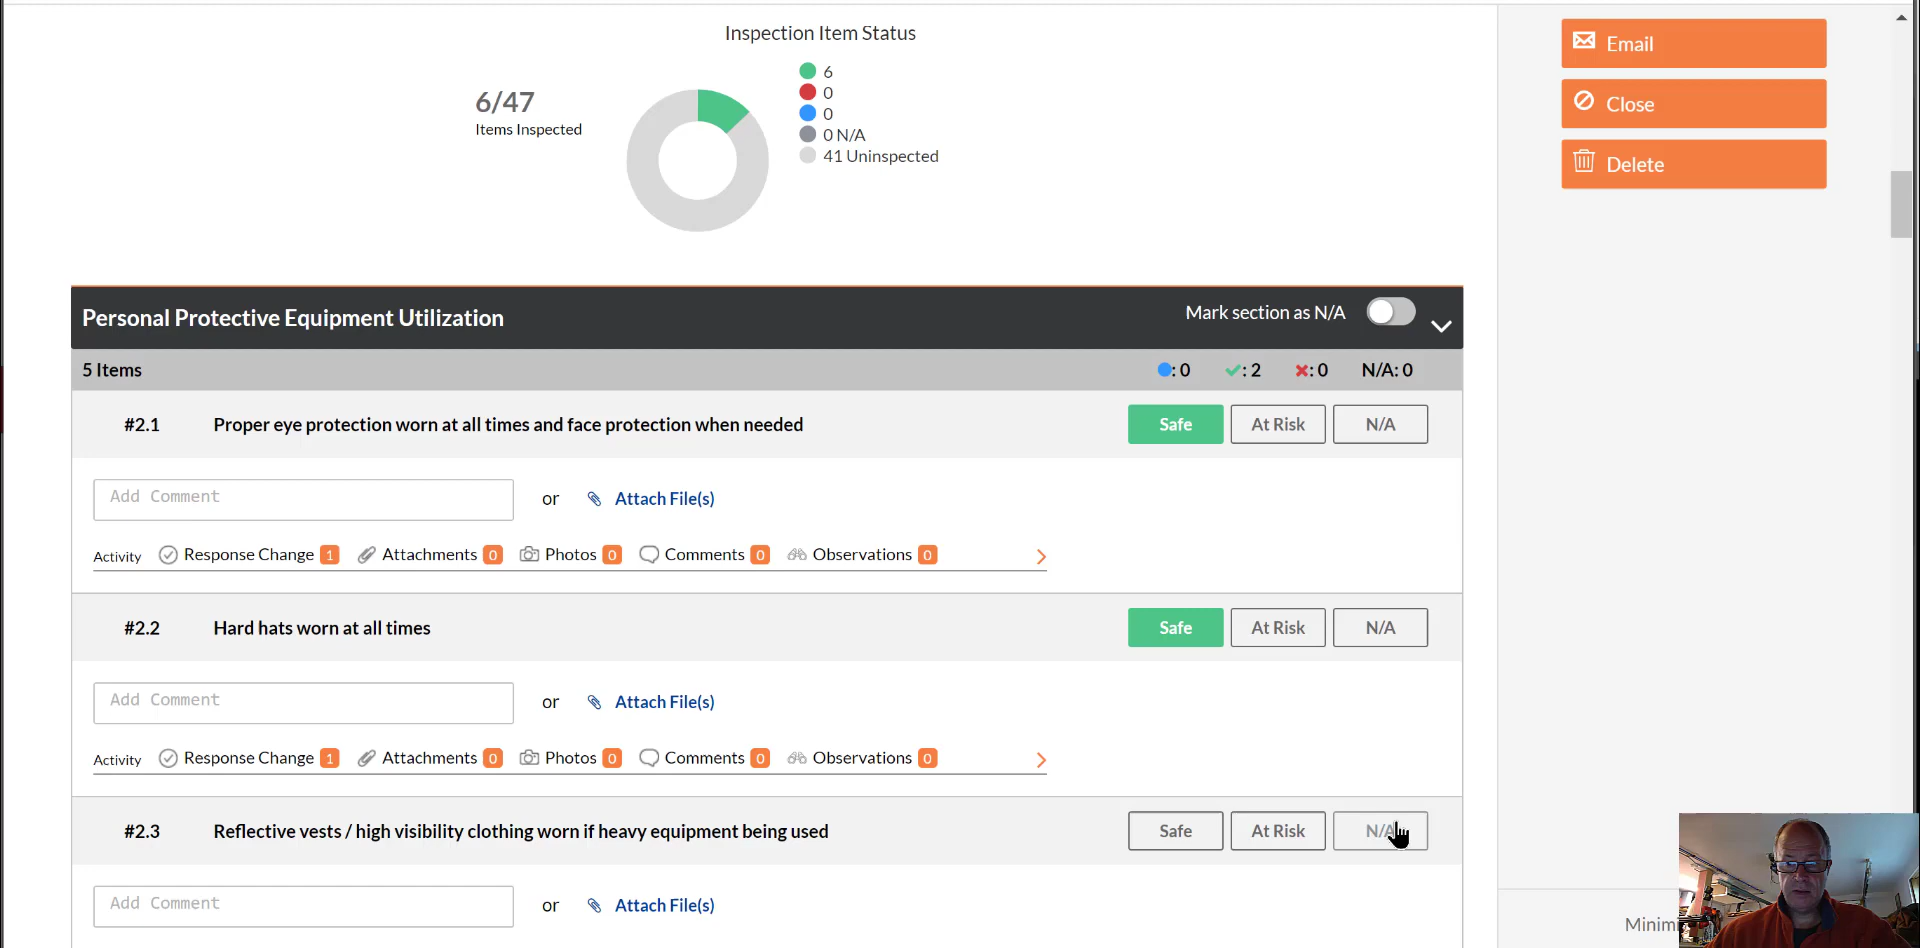 Inspection Item Status
6/47
Items Inspected
6
0
0
0 N/A
41 Uninspected
Email
Close
Delete
Personal Protective Equipment Utilization
Mark section as N/A
5 Items
: 0
: 2
: 0
N/A: 0
#2.1 Proper eye protection worn at all times and face protection when needed
Safe At Risk N/A
Add Comment or Attach File(s)
Activity Response Change 1 Attachments 0 Photos 0 Comments 0 Observations 0
#2.2 Hard hats worn at all times
Safe At Risk N/A
Add Comment or Attach File(s)
Activity Response Change 1 Attachments 0 Photos 0 Comments 0 Observations 0
#2.3 Reflective vests / high visibility clothing worn if heavy equipment being used
Safe At Risk N/A
Add Comment or Attach File(s)